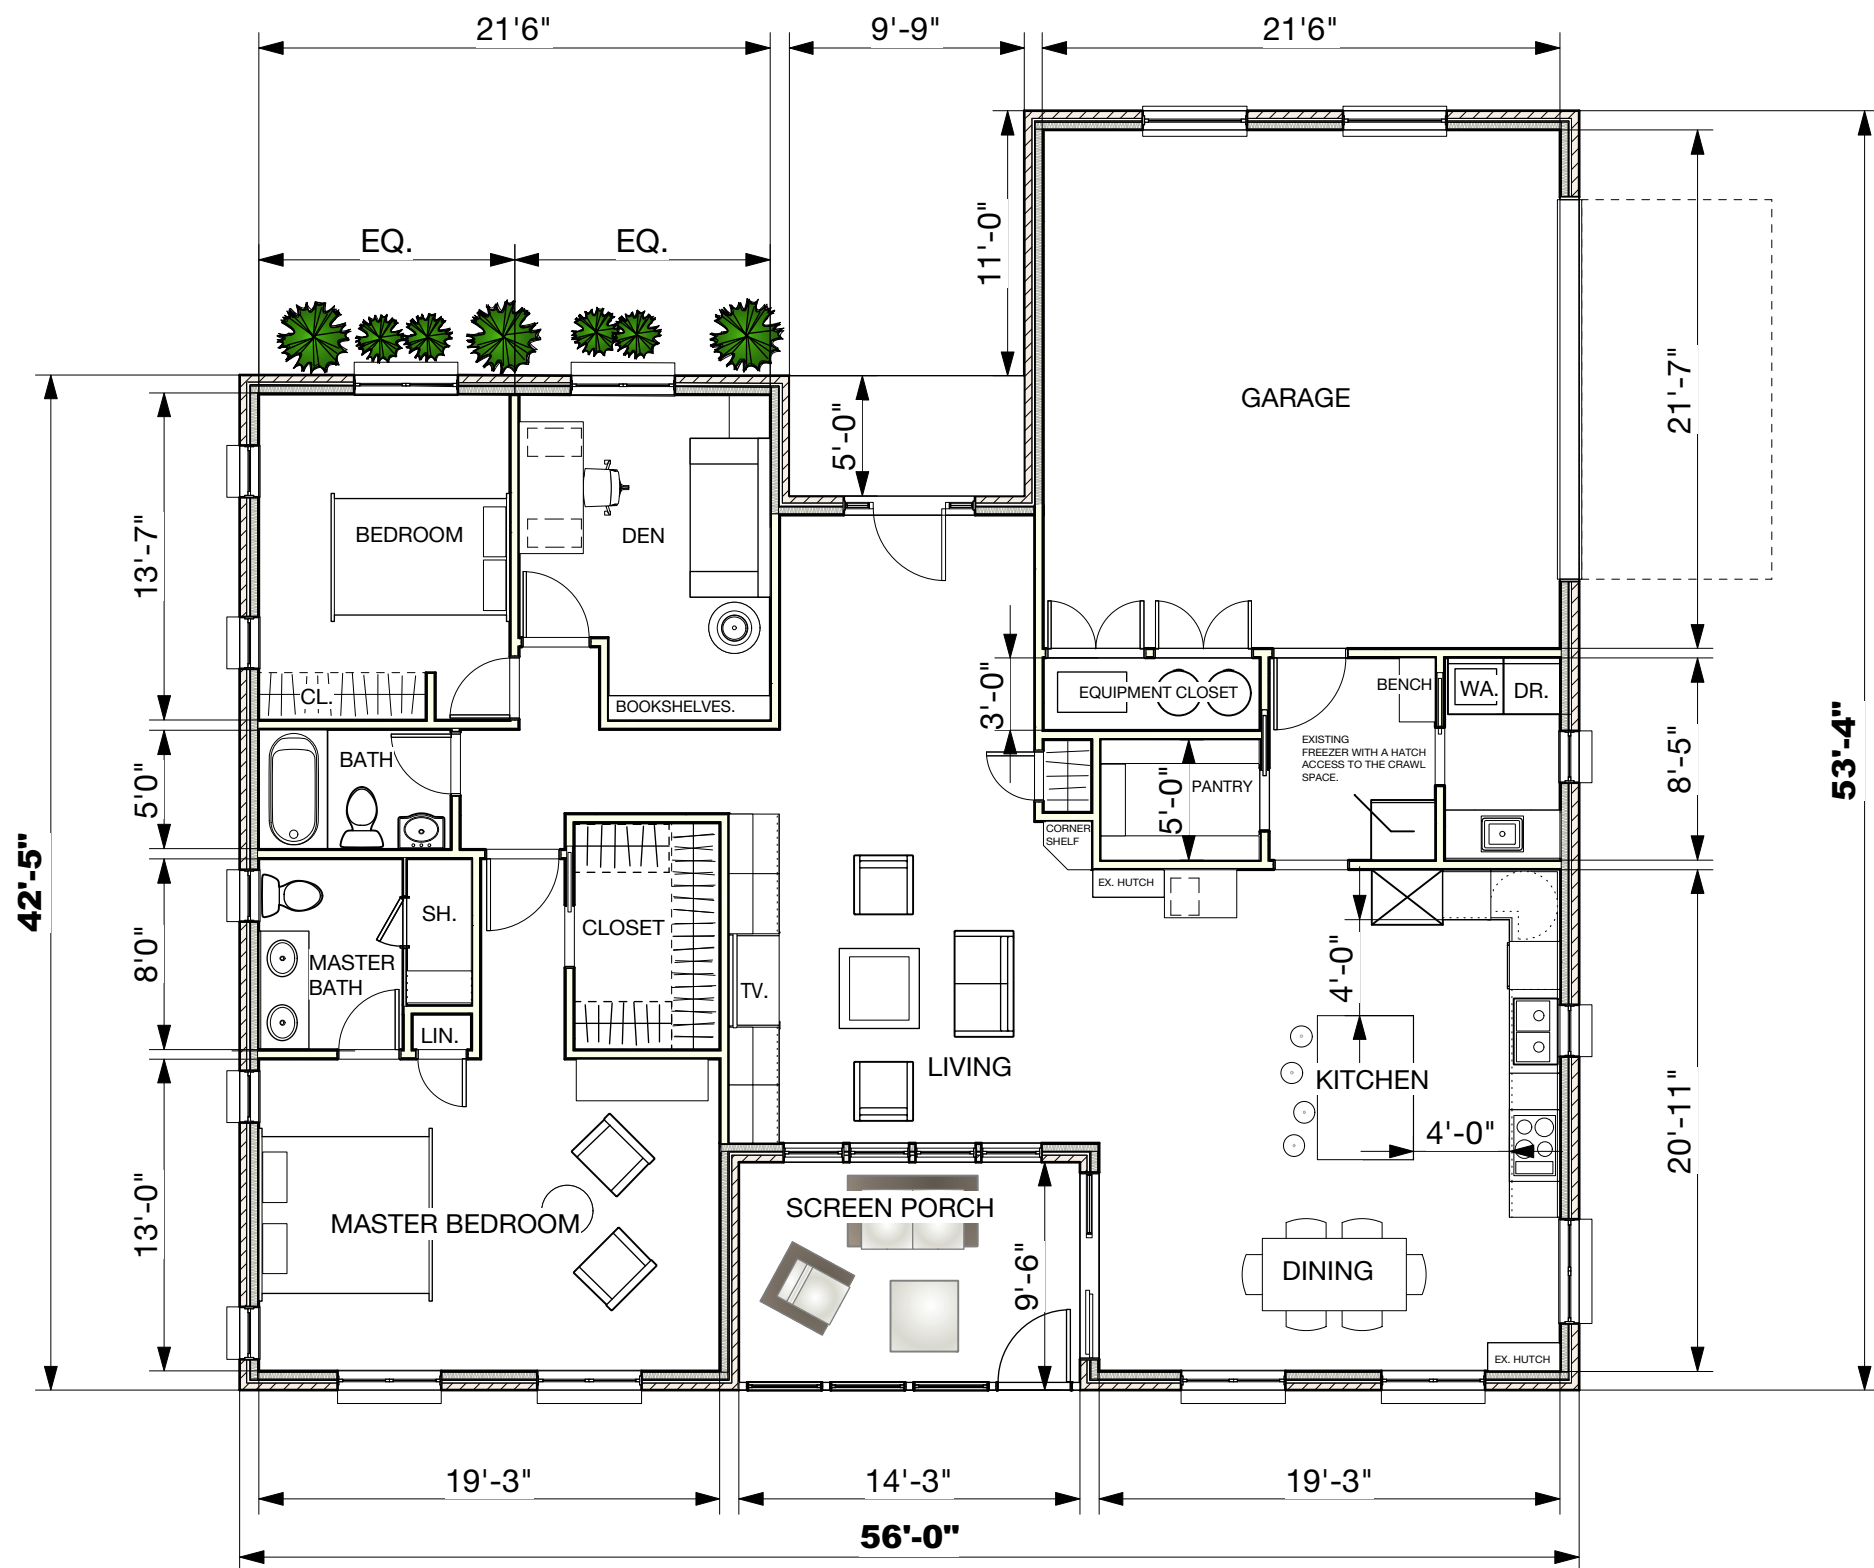 21'6"
9'-9"
21'6"
EQ.
EQ.
11'-0"
GARAGE
21'-7"
5'-0"
BEDROOM
DEN
13'-7"
CL.
BOOKSHELVES.
3'-0"
EQUIPMENT CLOSET
BENCH
WA.
DR.
EXISTING
FREEZER WITH A HATCH
ACCESS TO THE CRAWL
SPACE.
8'-5"
53'-4"
BATH
5'0"
PANTRY
5'-0"
CORNER
SHELF
EX. HUTCH
42'-5"
SH.
CLOSET
8'0"
MASTER
BATH
LIN.
TV.
LIVING
4'-0"
KITCHEN
4'-0"
20'-11"
13'-0"
MASTER BEDROOM
SCREEN PORCH
9'-6"
DINING
EX. HUTCH
19'-3"
14'-3"
19'-3"
56'-0"